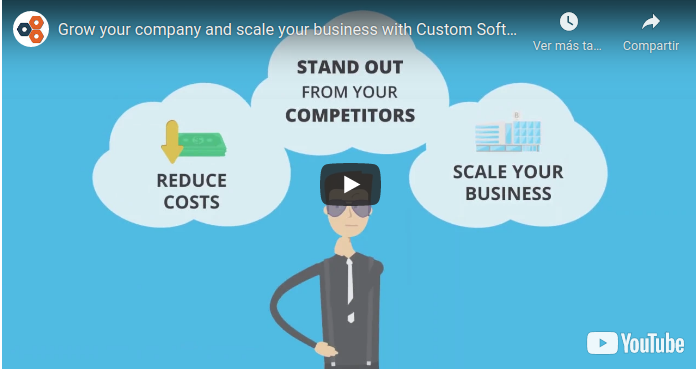 Grow your company and scale your business with Custom Soft...
Ver más ta...
Compartir
STAND OUT
FROM YOUR
COMPETITORS
REDUCE
COSTS
SCALE YOUR
BUSINESS
YouTube